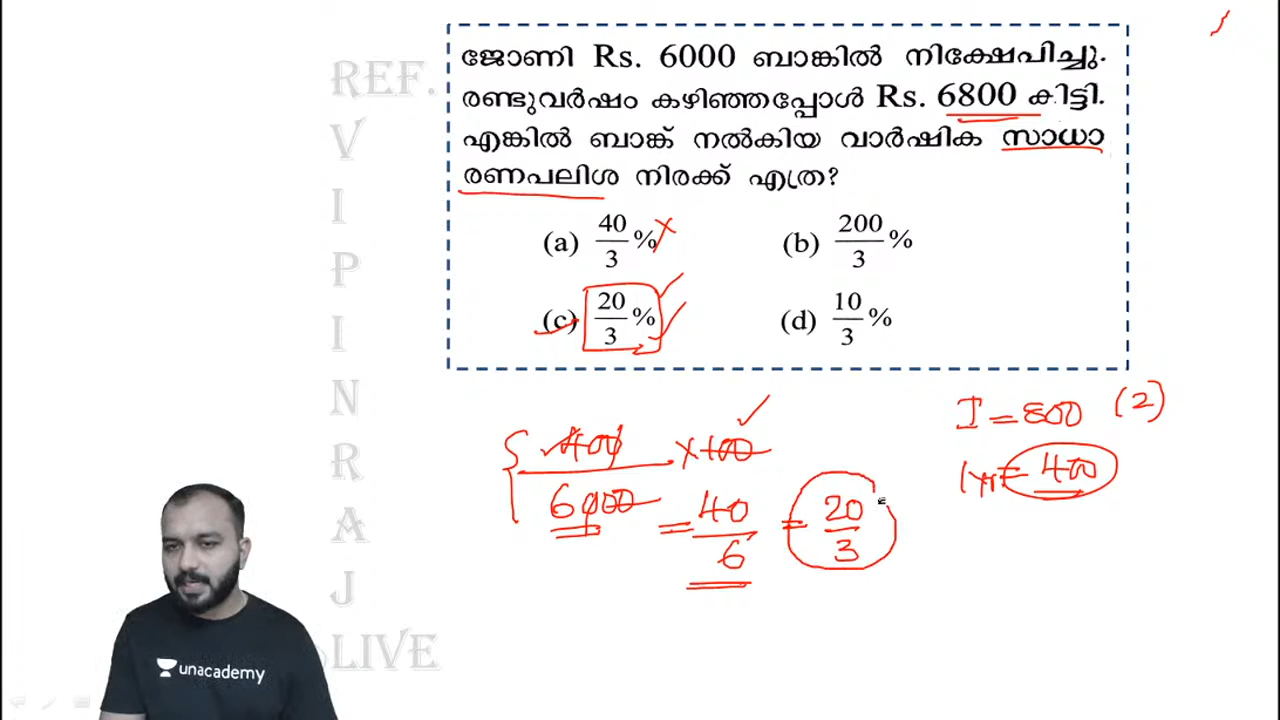 REF.
VIPINRAJ
LIVE
ജോണി Rs. 6000 ബാങ്കിൽ നിക്ഷേപിച്ചു.
രണ്ടുവർഷം കഴിഞ്ഞപ്പോൾ Rs. 6800 കിട്ടി.
എങ്കിൽ ബാങ്ക് നൽകിയ വാർഷിക സാധാ
രണപലിശ നിരക്ക് എത്ര?
(a) 40/3 %
(b) 200/3 %
(c) 20/3 %
(d) 10/3 %
I = 800 (2)
1yr = 400
400/6000 × 100
= 40/6 = 20/3
unacademy